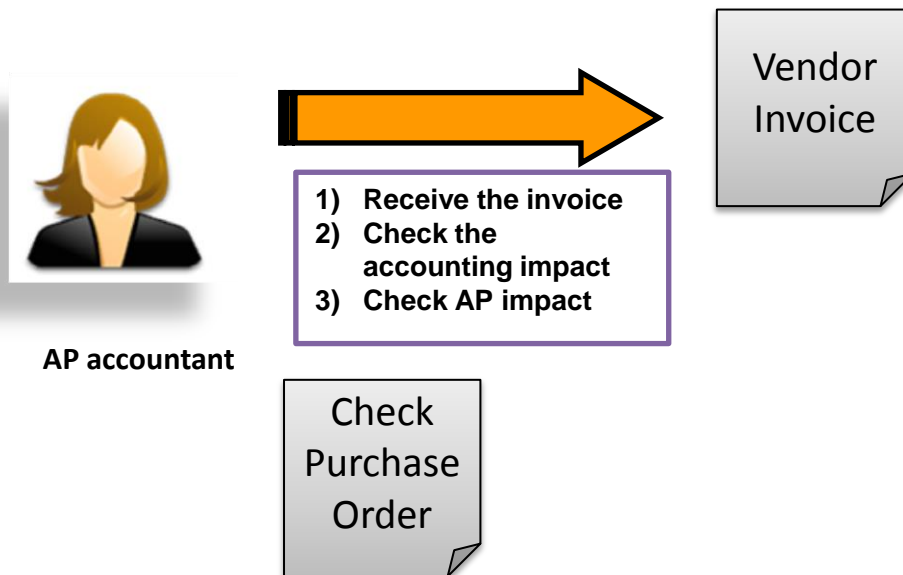 Vendor
Invoice
1) Receive the invoice
2) Check the
accounting impact
3) Check AP impact
AP accountant
Check
Purchase
Order